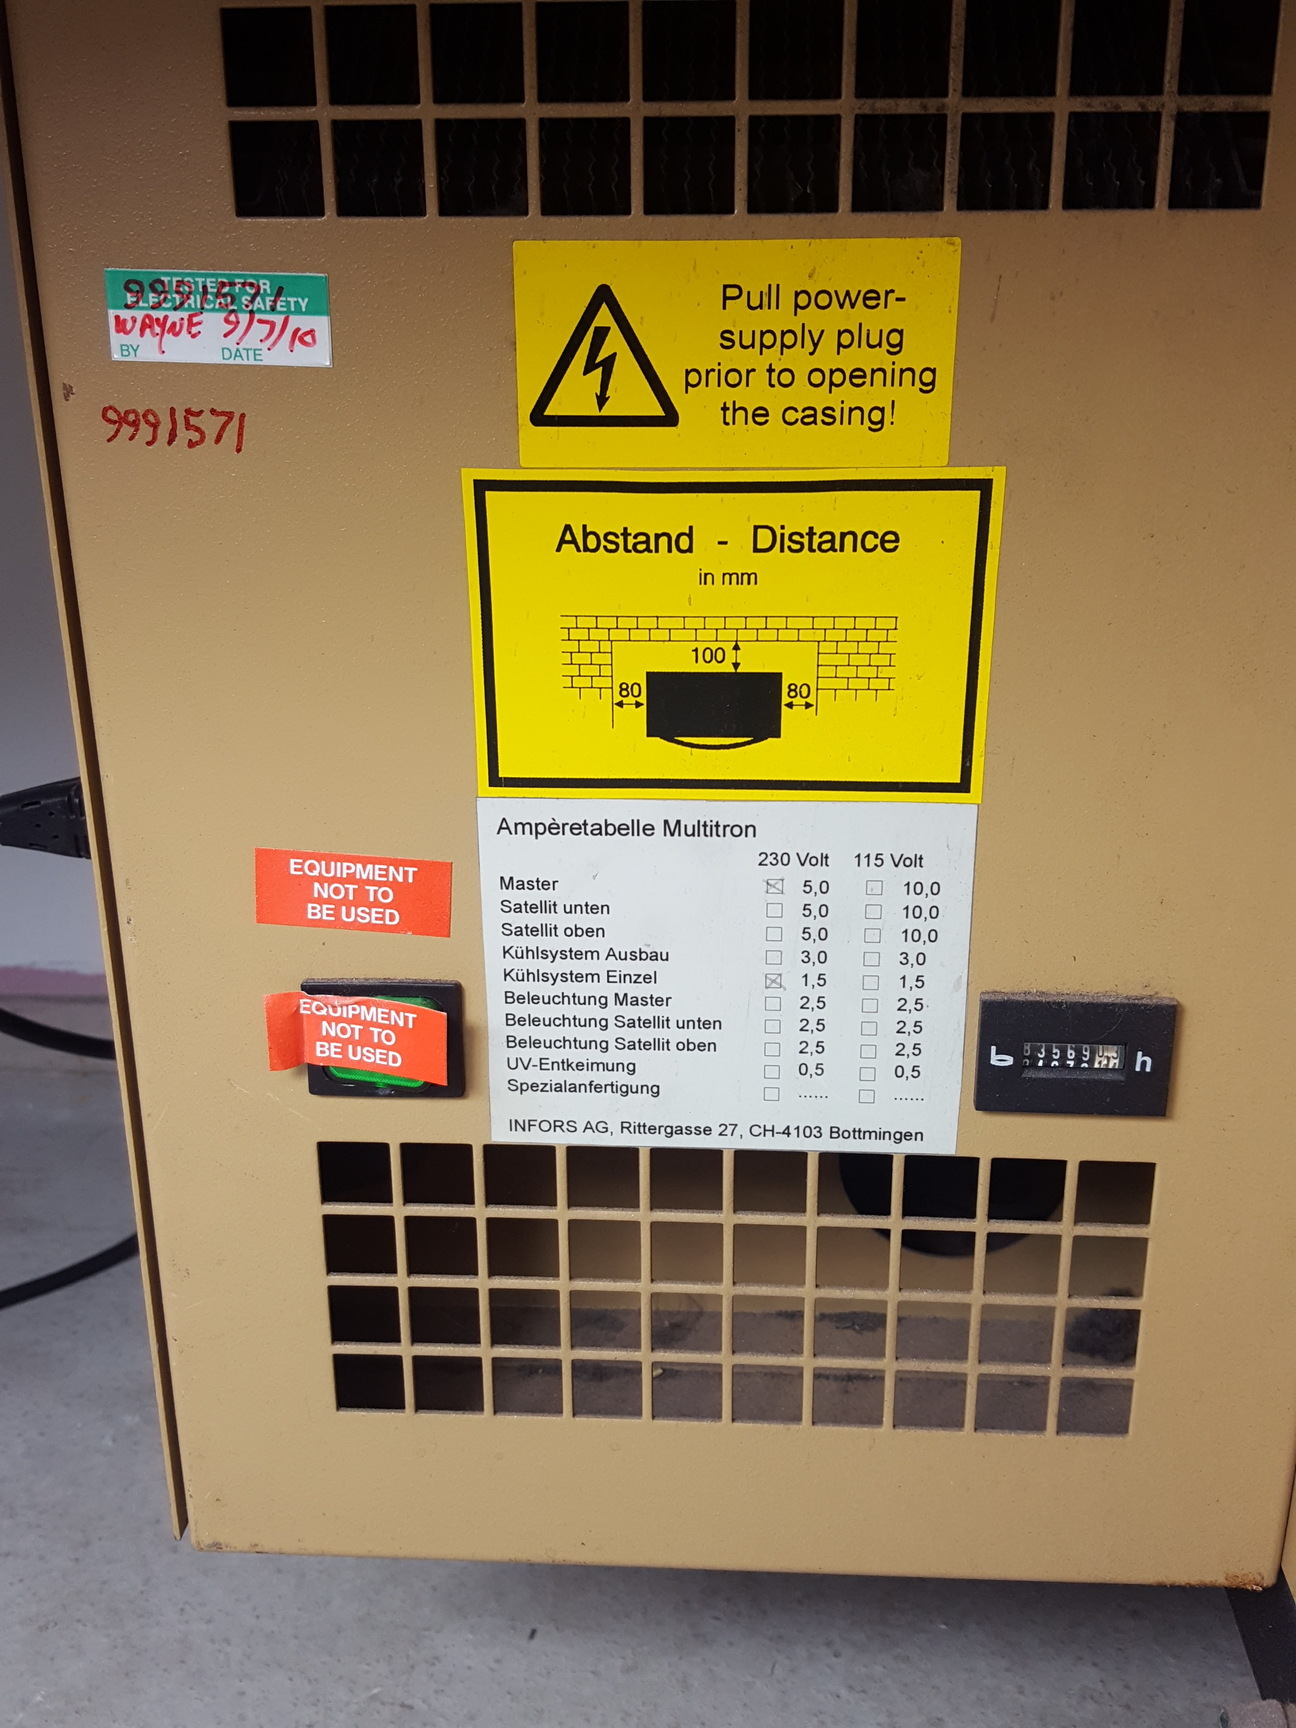 TESTED FOR
ELECTRICAL SAFETY
9991571
WAYNE 9/7/10
BY DATE
9991571
Pull power-
supply plug
prior to opening
the casing!
Abstand - Distance
in mm
100
80 80
Ampèretabelle Multitron
230 Volt 115 Volt
Master 5,0 10,0
Satellit unten 5,0 10,0
Satellit oben 5,0 10,0
Kühlsystem Ausbau 3,0 3,0
Kühlsystem Einzel 1,5 1,5
Beleuchtung Master 2,5 2,5
Beleuchtung Satellit unten 2,5 2,5
Beleuchtung Satellit oben 2,5 2,5
UV-Entkeimung 0,5 0,5
Spezialanfertigung ...... ......
INFORS AG, Rittergasse 27, CH-4103 Bottmingen
EQUIPMENT
NOT TO
BE USED
EQUIPMENT
NOT TO
BE USED
h